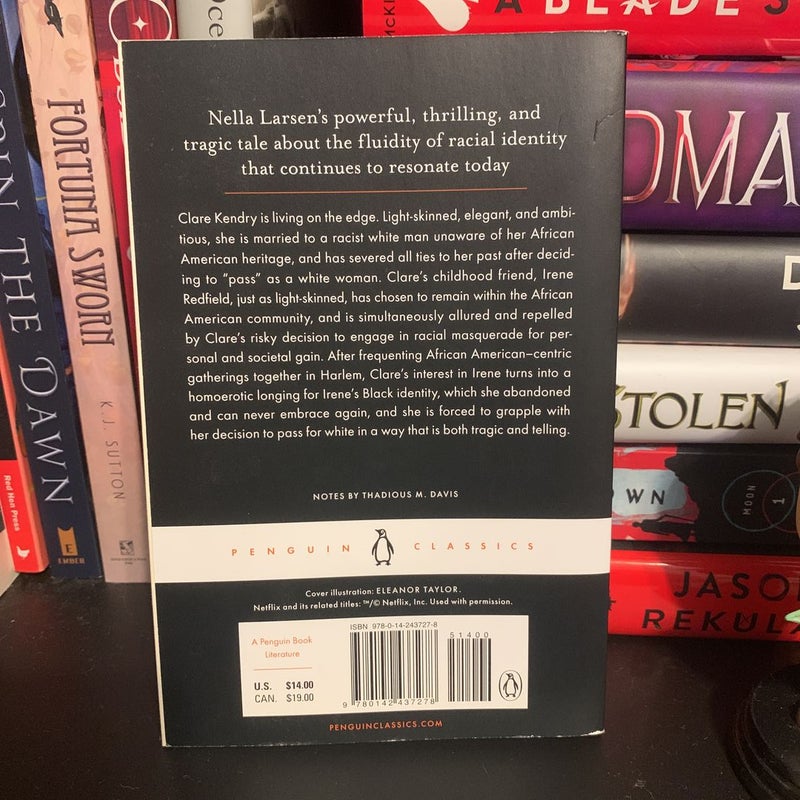 Nella Larsen's powerful, thrilling, and
tragic tale about the fluidity of racial identity
that continues to resonate today
Clare Kendry is living on the edge. Light-skinned, elegant, and ambi-
tious, she is married to a racist white man unaware of her African
American heritage, and has severed all ties to her past after decid-
ing to "pass" as a white woman. Clare's childhood friend, Irene
Redfield, just as light-skinned, has chosen to remain within the African
American community, and is simultaneously allured and repelled
by Clare's risky decision to engage in racial masquerade for per-
sonal and societal gain. After frequenting African American–centric
gatherings together in Harlem, Clare's interest in Irene turns into a
homoerotic longing for Irene's Black identity, which she abandoned
and can never embrace again, and she is forced to grapple with
her decision to pass for white in a way that is both tragic and telling.
NOTES BY THADIOUS M. DAVIS
PENGUIN CLASSICS
Cover illustration: ELEANOR TAYLOR.
Netflix and its related titles: ™/© Netflix, Inc. Used with permission.
A Penguin Book
Literature
U.S. $14.00
CAN. $19.00
ISBN 978-0-14-243727-8
51400
9 780142 437278
PENGUINCLASSICS.COM
SPIN THE DAWN
EMBER
Red Hen Press
FORTUNA SWORN
K. J. SUTTON
A BLADE S
OMA
D
STOLEN
WN
MOON
1
JASO
REKULA